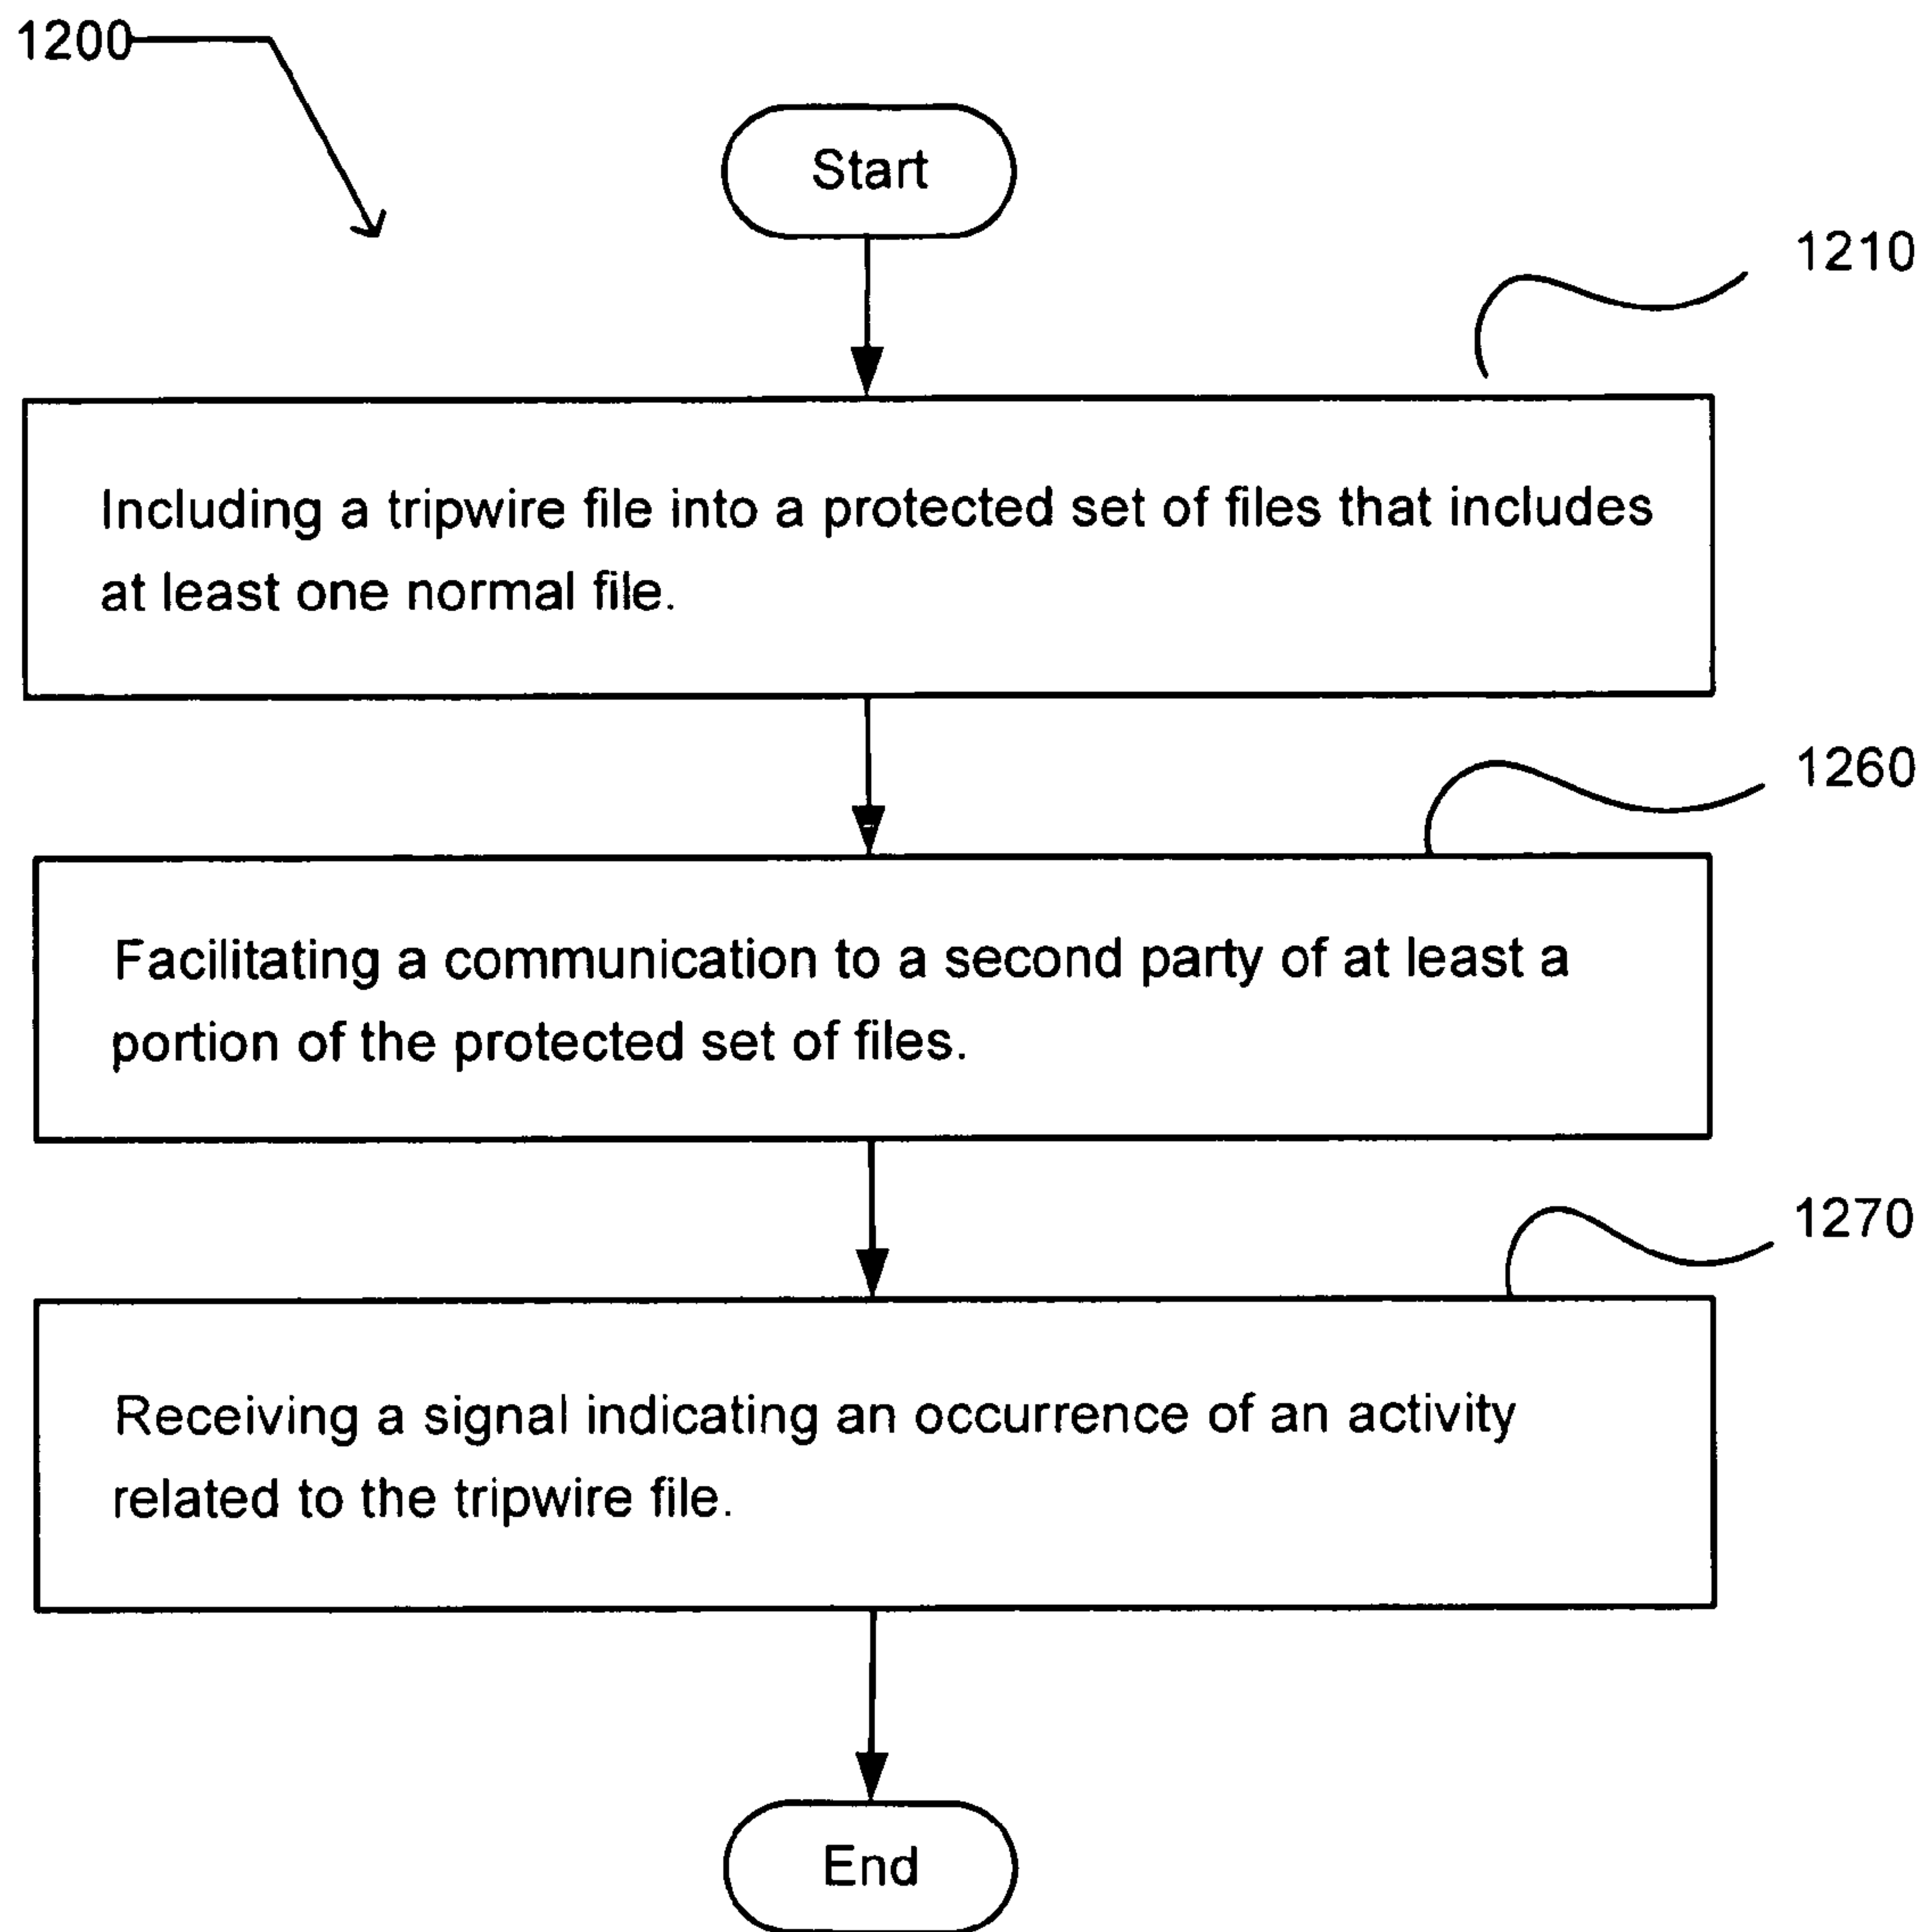 1200
Start
1210
Including a tripwire file into a protected set of files that includes
at least one normal file.
1260
Facilitating a communication to a second party of at least a
portion of the protected set of files.
1270
Receiving a signal indicating an occurrence of an activity
related to the tripwire file.
End